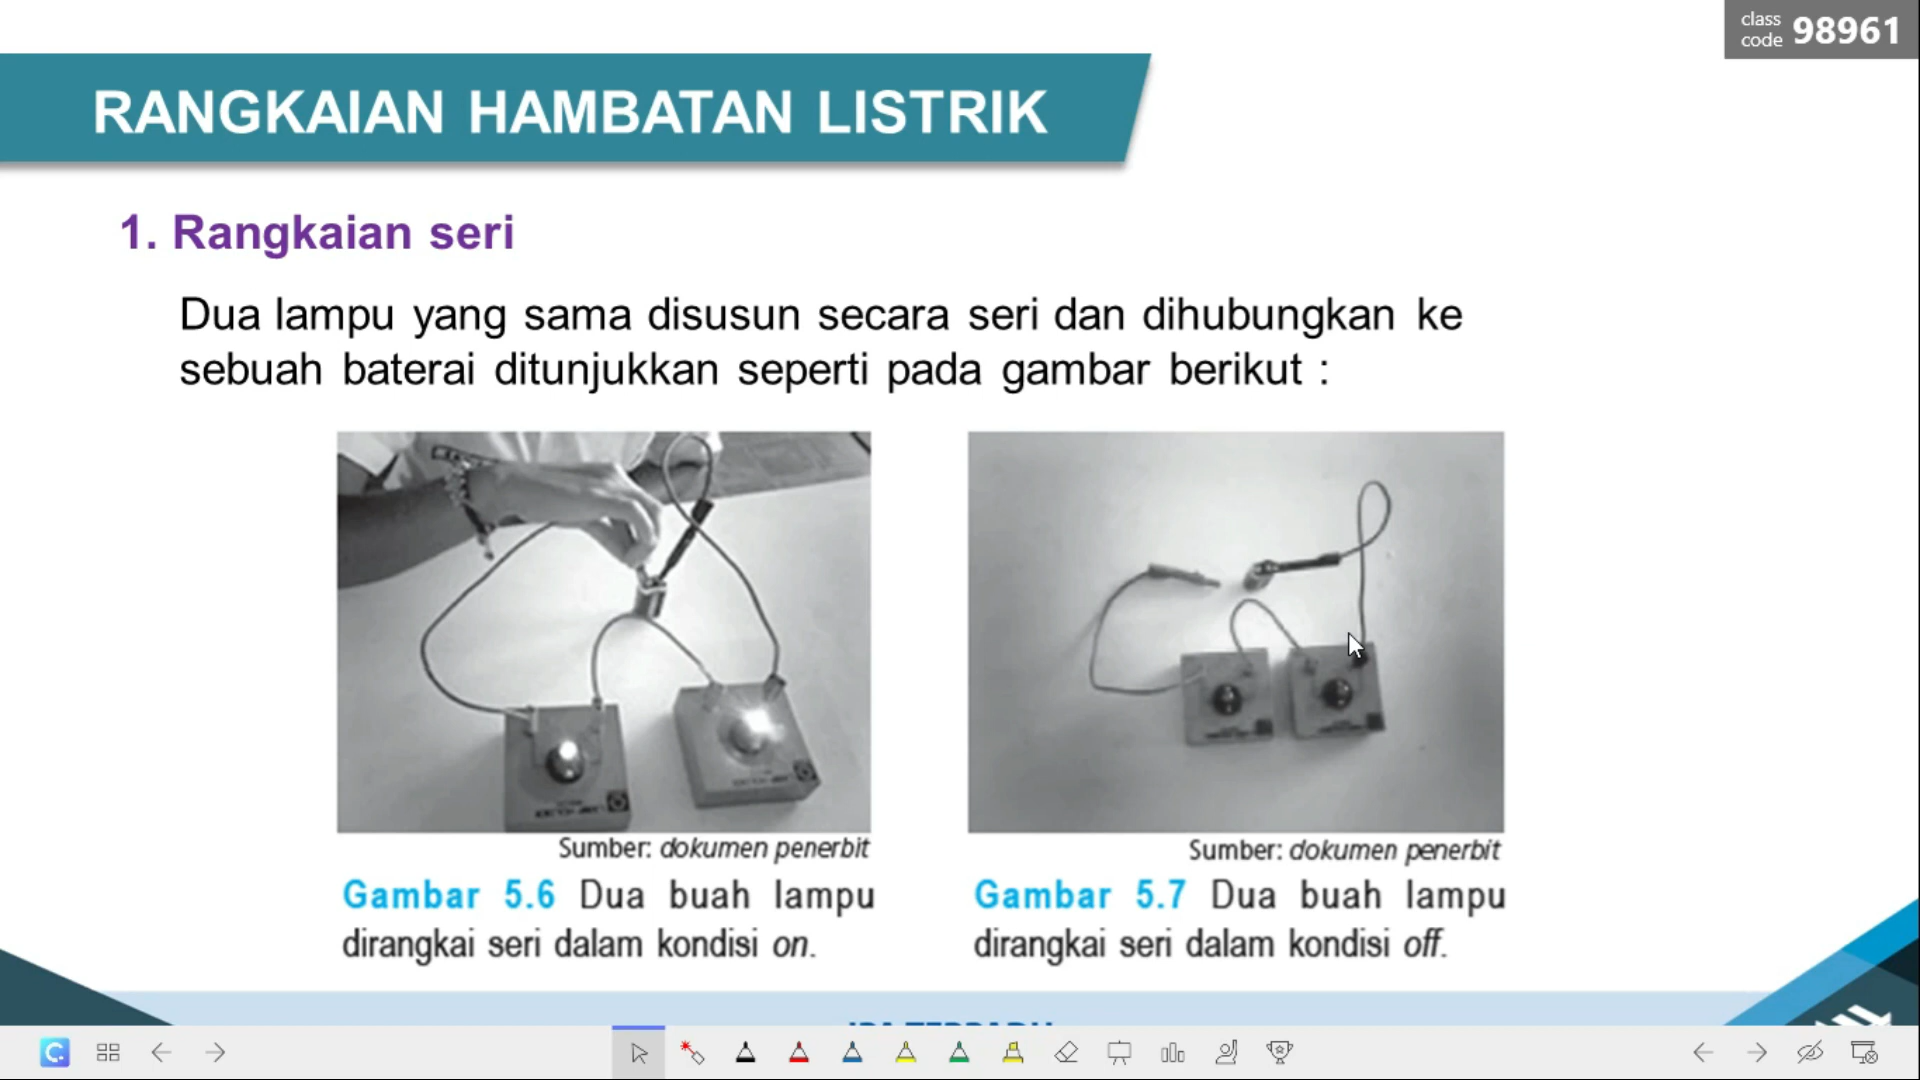 class
code 98961
RANGKAIAN HAMBATAN LISTRIK
1. Rangkaian seri
Dua lampu yang sama disusun secara seri dan dihubungkan ke
sebuah baterai ditunjukkan seperti pada gambar berikut :
Sumber: dokumen penerbit
Gambar 5.6 Dua buah lampu
dirangkai seri dalam kondisi on.
Sumber: dokumen penerbit
Gambar 5.7 Dua buah lampu
dirangkai seri dalam kondisi off.